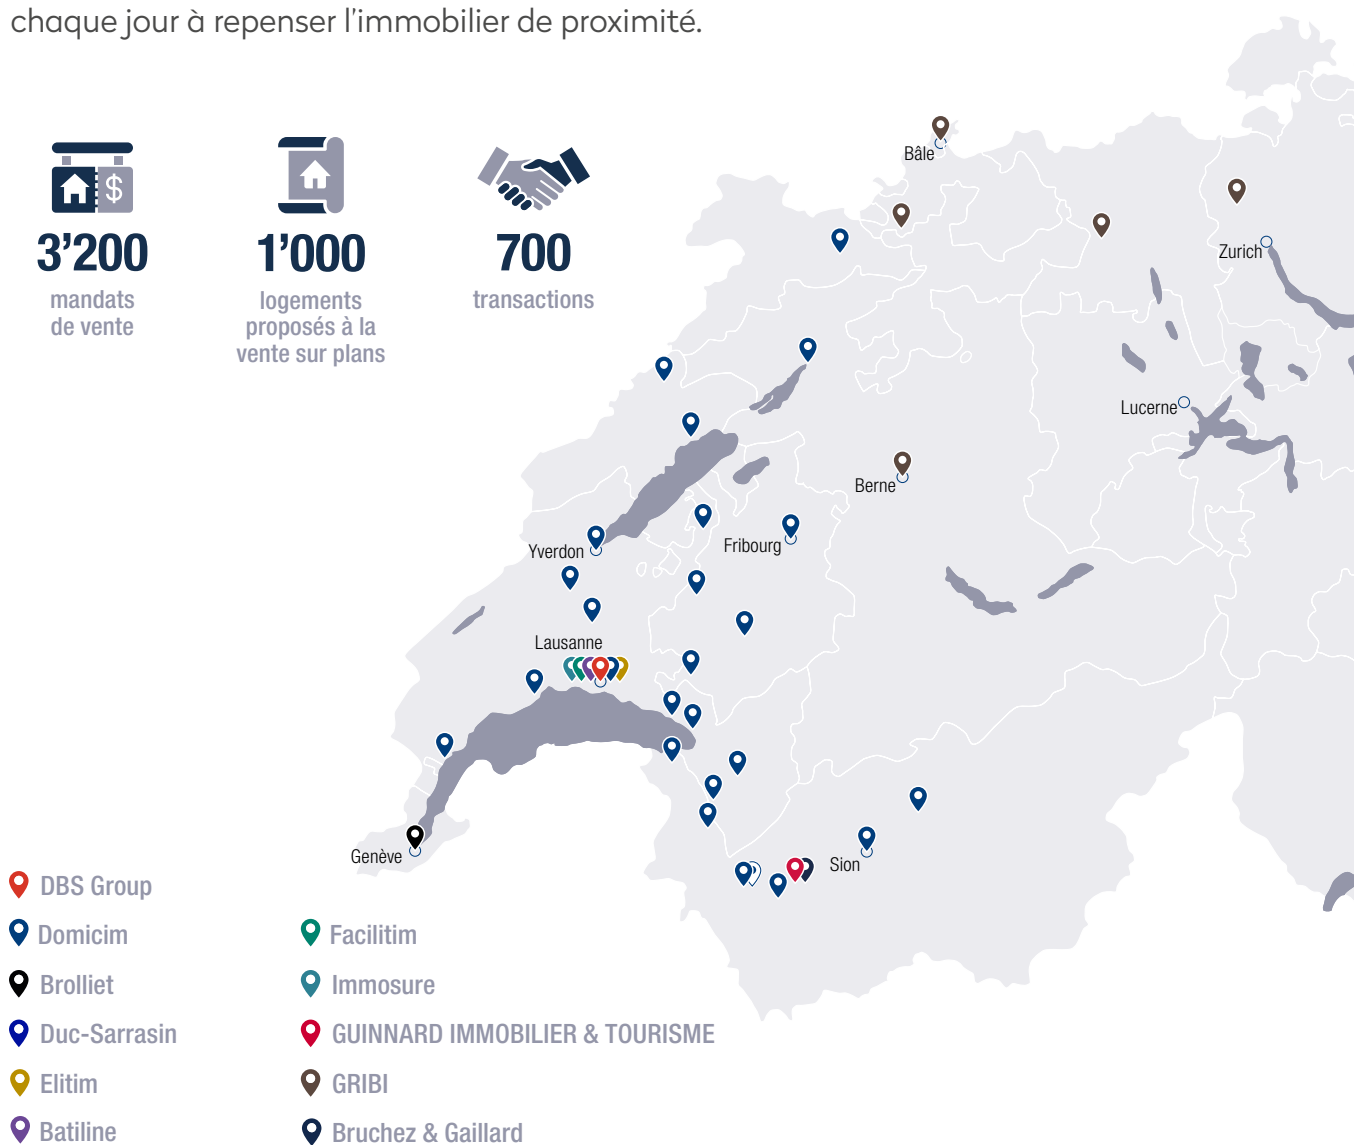 chaque jour à repenser l'immobilier de proximité.
$
3'200
mandats
de vente
1'000
logements
proposés à la
vente sur plans
700
transactions
Bâle
Zurich
Lucerne
Berne
Yverdon
Fribourg
Lausanne
Genève
Sion
DBS Group
Domicim
Brolliet
Duc-Sarrasin
Elitim
Batiline
Facilitim
Immosure
GUINNARD IMMOBILIER & TOURISME
GRIBI
Bruchez & Gaillard